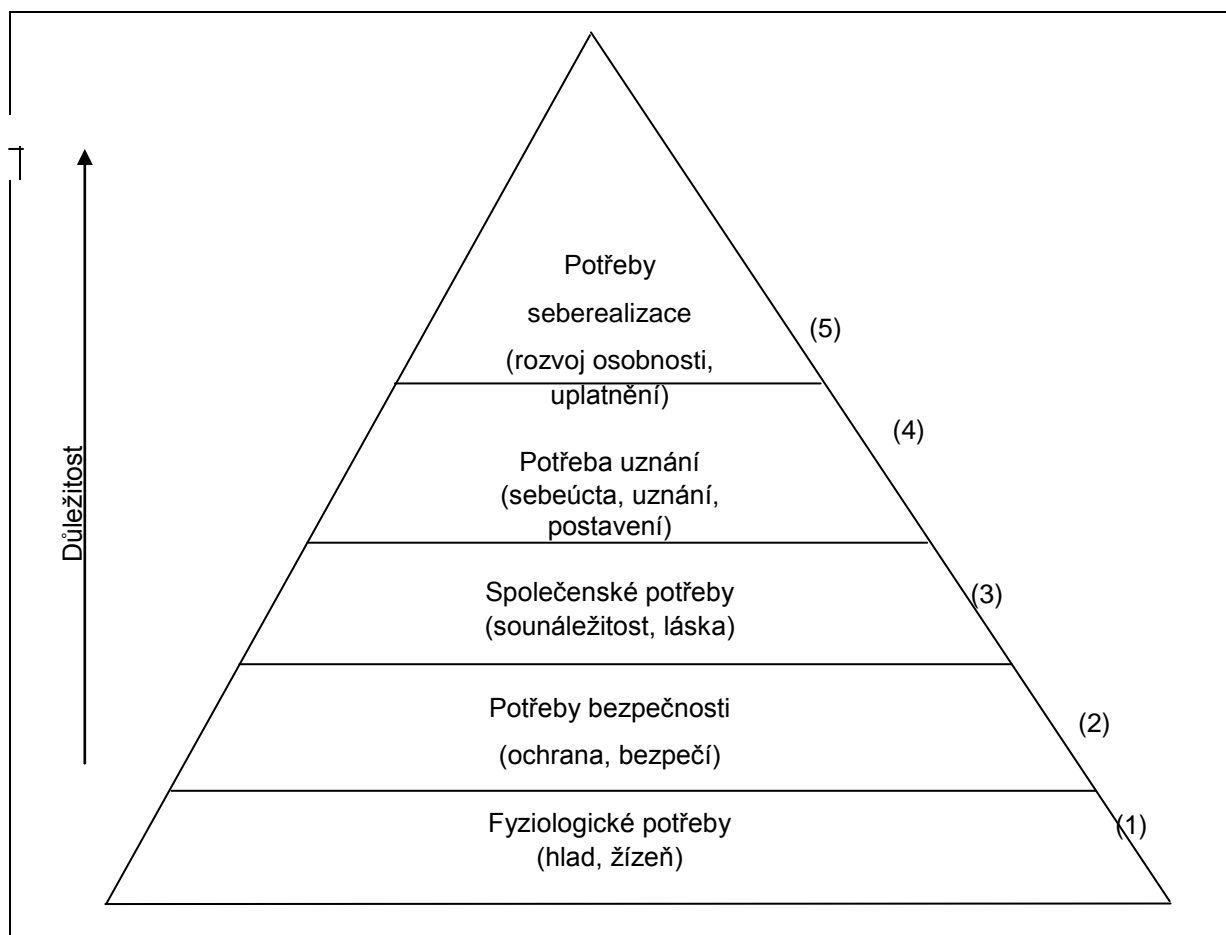 Potřeby
seberealizace
(rozvoj osobnosti,
uplatnění)
(5)
(4)
Potřeba uznání
(sebeúcta, uznání,
postavení)
Důležitost
Společenské potřeby
(sounáležitost, láska)
(3)
Potřeby bezpečnosti
(ochrana, bezpečí)
(2)
Fyziologické potřeby
(hlad, žízeň)
(1)